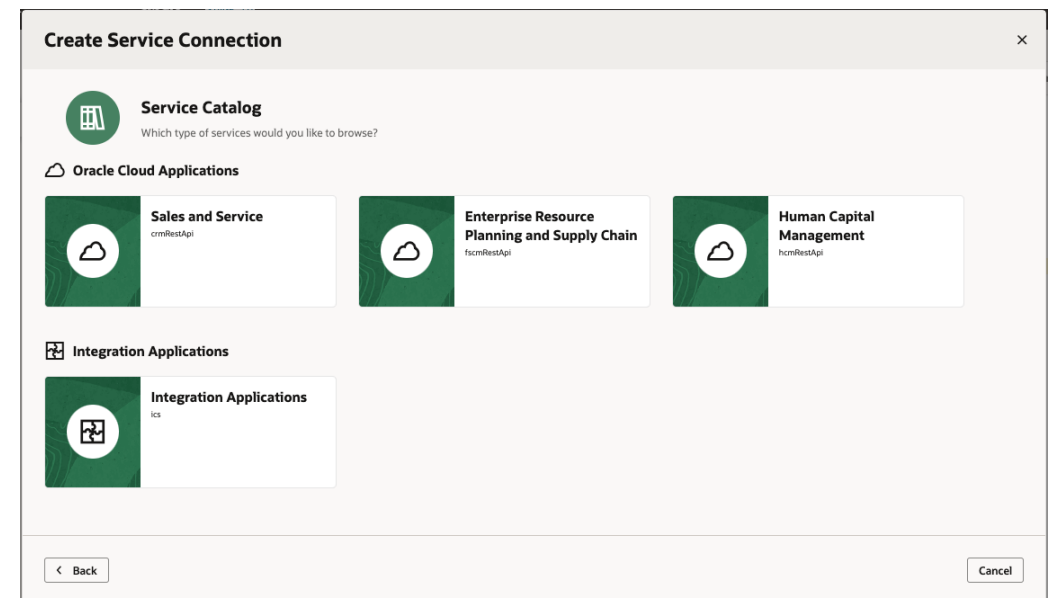 Create Service Connection
Service Catalog
Which type of services would you like to browse?
Oracle Cloud Applications
Sales and Service
crmRestApi
Enterprise Resource
Planning and Supply Chain
fscmRestApi
Human Capital
Management
hcmRestApi
Integration Applications
Integration Applications
ics
Back
Cancel